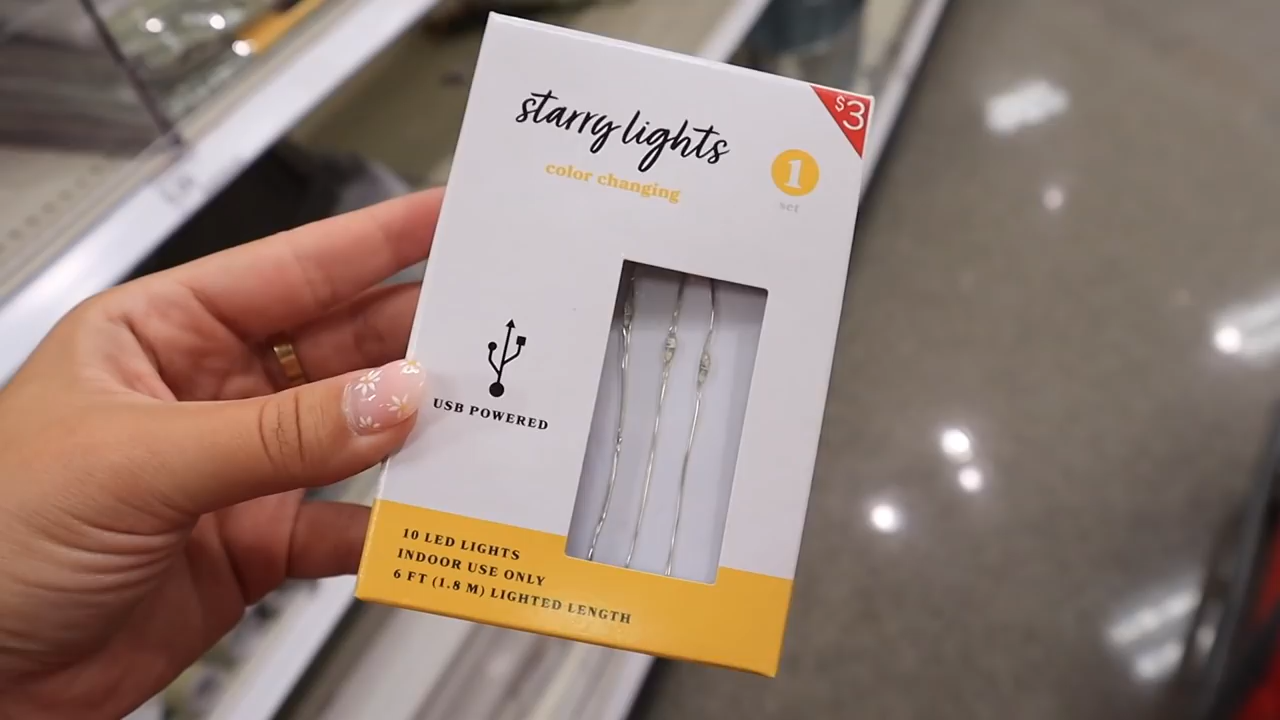 starry lights
$3
color changing
1
set
USB POWERED
10 LED LIGHTS
INDOOR USE ONLY
6 FT (1.8 M) LIGHTED LENGTH